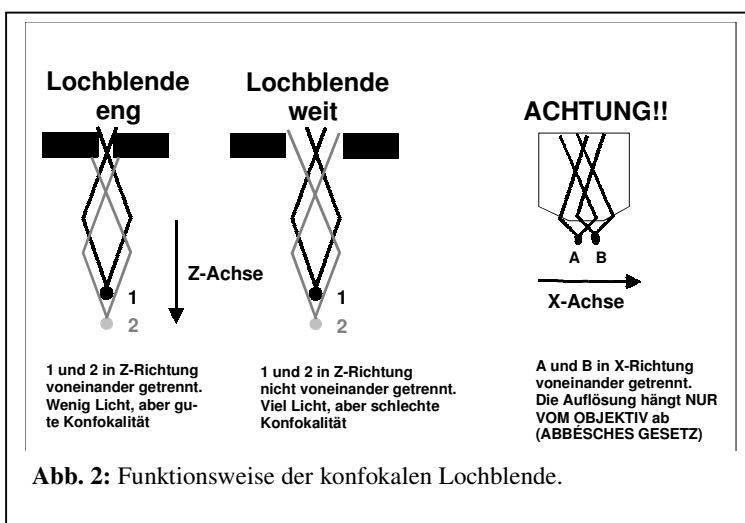 Lochblende
eng
Lochblende
weit
ACHTUNG!!
Z-Achse
1
2
1
2
A B
X-Achse
1 und 2 in Z-Richtung
voneinander getrennt.
Wenig Licht, aber gu-
te Konfokalität
1 und 2 in Z-Richtung
nicht voneinander getrennt.
Viel Licht, aber schlechte
Konfokalität
A und B in X-Richtung
voneinander getrennt.
Die Auflösung hängt NUR
VOM OBJEKTIV ab
(ABBÉSCHES GESETZ)
Abb. 2: Funktionsweise der konfokalen Lochblende.